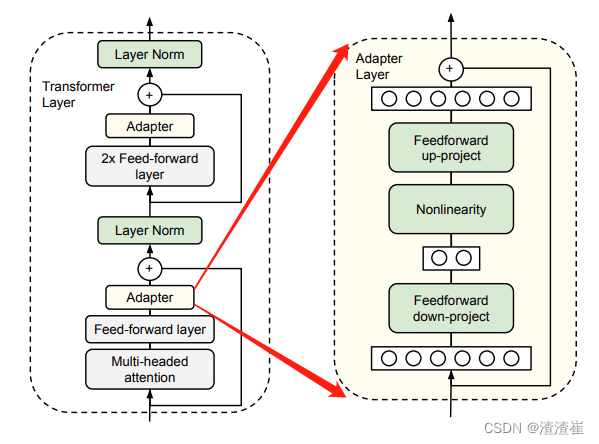 Layer Norm
Transformer
Layer
+
Adapter
2x Feed-forward
layer
Layer Norm
+
Adapter
Feed-forward layer
Multi-headed
attention
Adapter
Layer
+
Feedforward
up-project
Nonlinearity
Feedforward
down-project
CSDN @渣渣崔